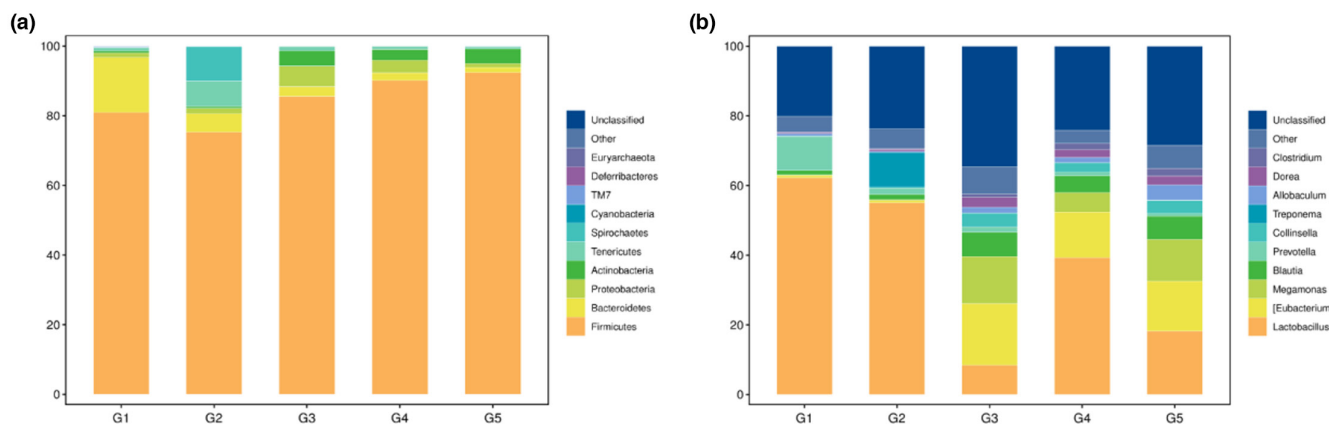 (a)
100
80
60
40
20
0
G1 G2 G3 G4 G5
Unclassified
Other
Euryarchaeota
Deferribacteres
TM7
Cyanobacteria
Spirochaetes
Tenericutes
Actinobacteria
Proteobacteria
Bacteroidetes
Firmicutes
(b)
100
80
60
40
20
0
G1 G2 G3 G4 G5
Unclassified
Other
Clostridium
Dorea
Allobaculum
Treponema
Collinsella
Prevotella
Blautia
Megamonas
[Eubacterium
Lactobacillus